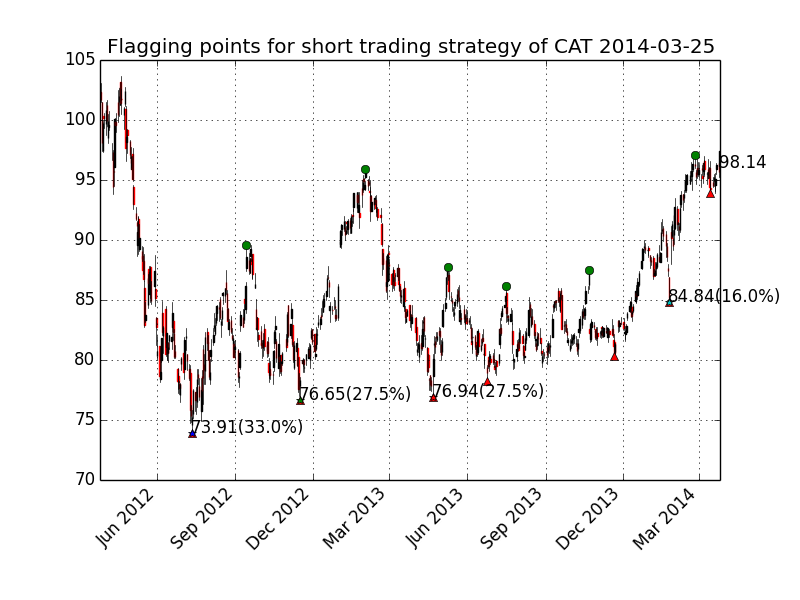 Flagging points for short trading strategy of CAT 2014-03-25
105
100
95
90
85
80
75
70
98.14
84.84(16.0%)
76.65(27.5%)
76.94(27.5%)
73.91(33.0%)
Jun 2012
Sep 2012
Dec 2012
Mar 2013
Jun 2013
Sep 2013
Dec 2013
Mar 2014